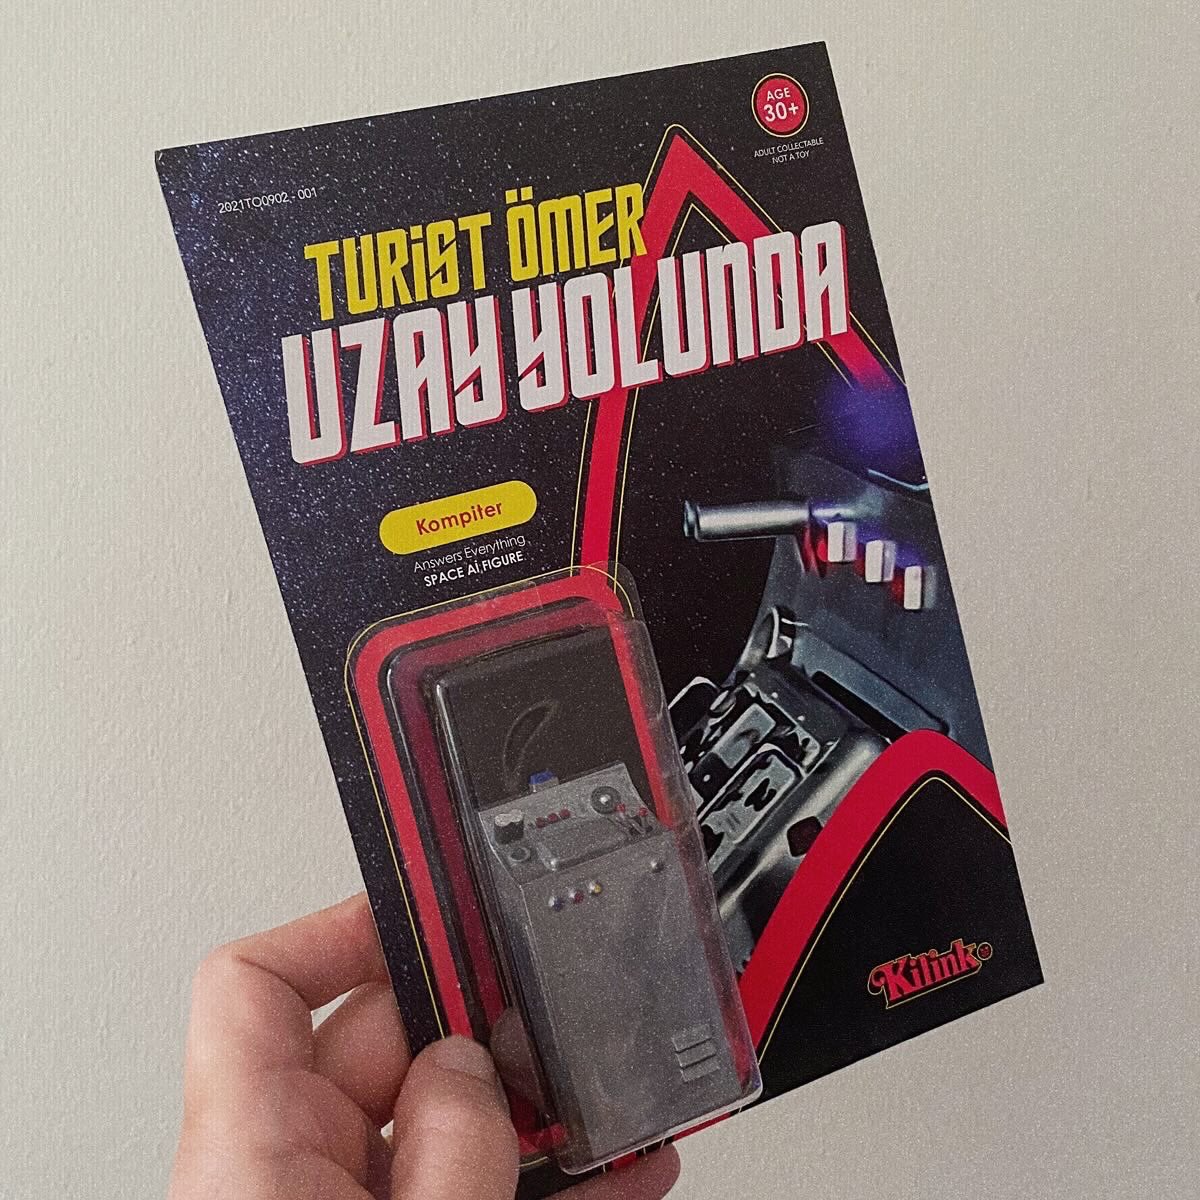 AGE
30+
ADULT COLLECTABLE
NOT A TOY
2021TO0902 - 001
TURİST ÖMER
UZAY YOLUNDA
Kompiter
Answers Everything
SPACE Aİ FIGURE
Kilink